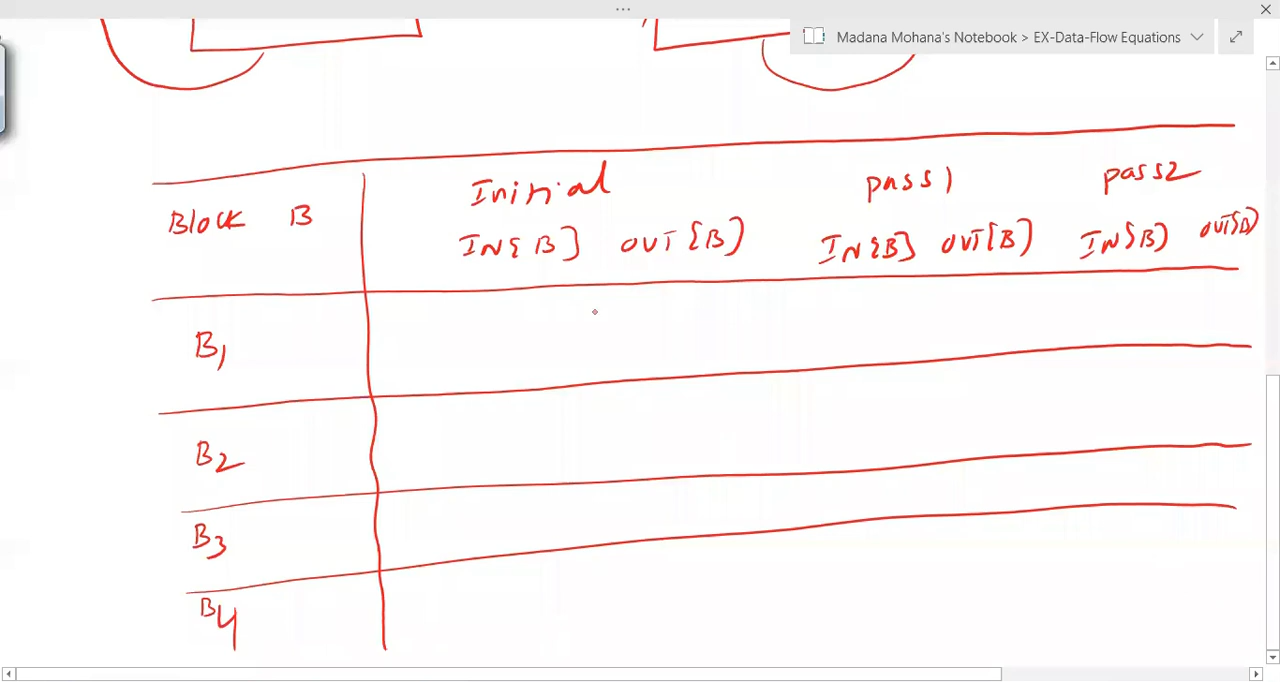 Madana Mohana's Notebook > EX-Data-Flow Equations
Initial pass1 pass2
Block B IN[B] OUT[B] IN[B] OUT[B] IN[B] OUT[B]
B1
B2
B3
B4